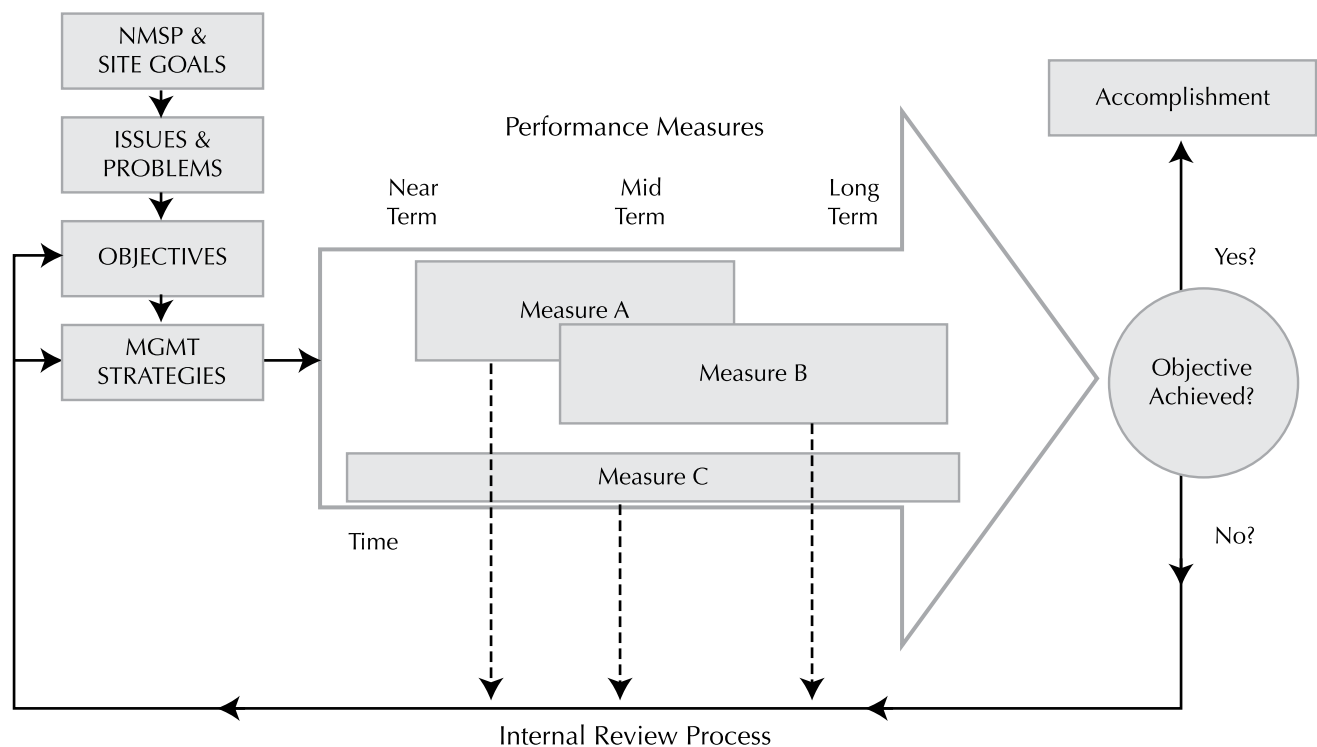 NMSP &
SITE GOALS
ISSUES &
PROBLEMS
OBJECTIVES
MGMT
STRATEGIES
Performance Measures
Near
Term
Mid
Term
Long
Term
Measure A
Measure B
Measure C
Time
Accomplishment
Yes?
Objective
Achieved?
No?
Internal Review Process